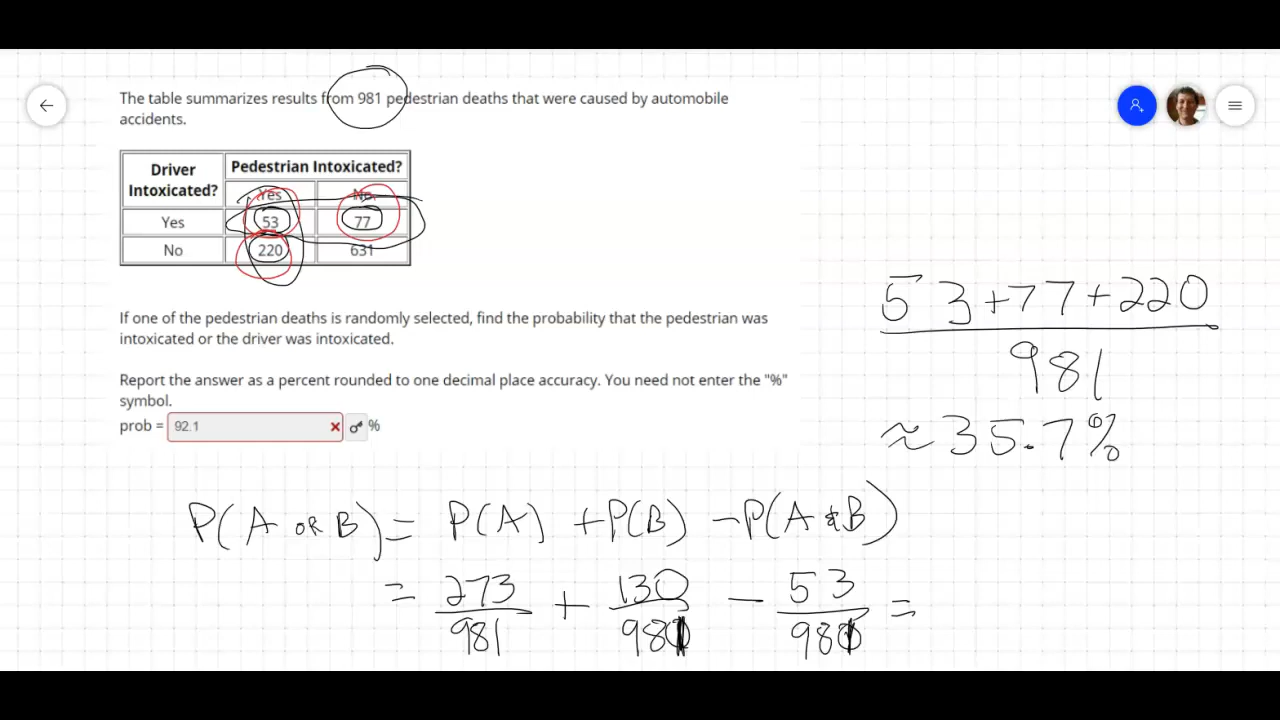 The table summarizes results from 981 pedestrian deaths that were caused by automobile
accidents.
Driver Intoxicated? Pedestrian Intoxicated?
Yes No
Yes 53 77
No 220 631
If one of the pedestrian deaths is randomly selected, find the probability that the pedestrian was
intoxicated or the driver was intoxicated.
Report the answer as a percent rounded to one decimal place accuracy. You need not enter the "%"
symbol.
prob = 92.1 %
53+77+220
981
≈35.7%
P(A OR B) = P(A) + P(B) - P(A & B)
= 273/981 + 130/981 - 53/981 =